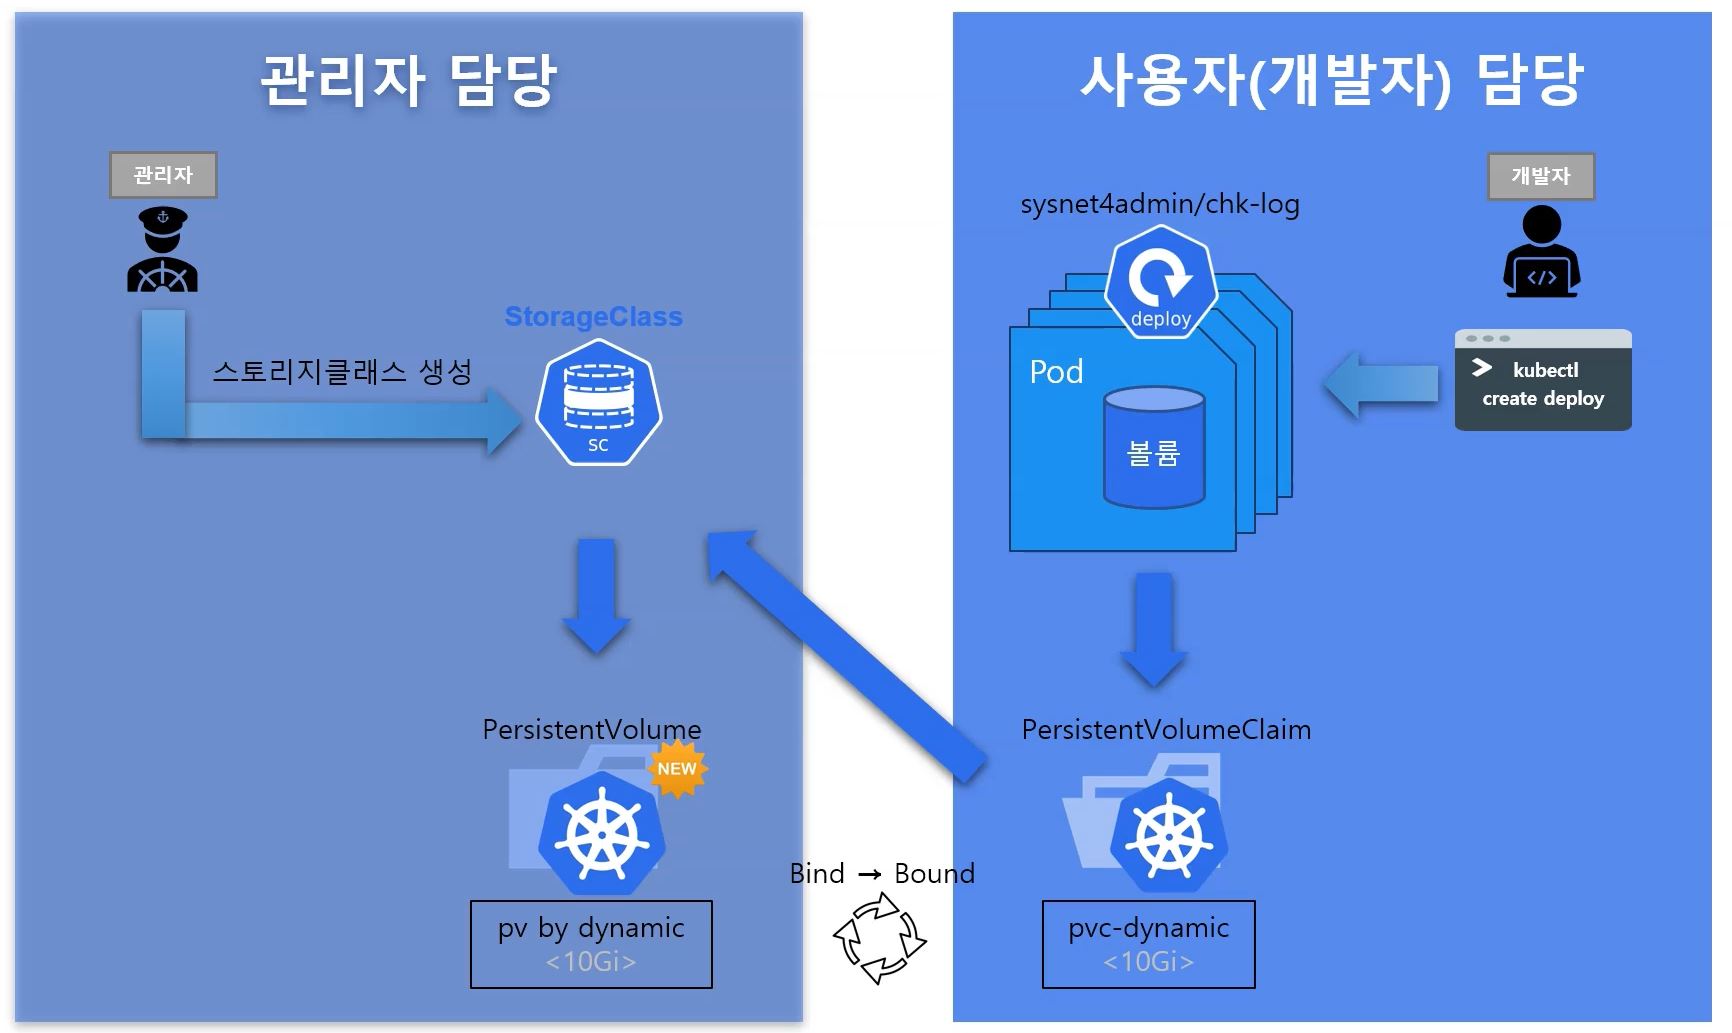 관리자 담당
관리자
StorageClass
스토리지클래스 생성
SC
PersistentVolume
NEW
pv by dynamic
<10Gi>
Bind → Bound
사용자(개발자) 담당
개발자
sysnet4admin/chk-log
deploy
Pod
볼륨
</>
kubectl
create deploy
PersistentVolumeClaim
pvc-dynamic
<10Gi>